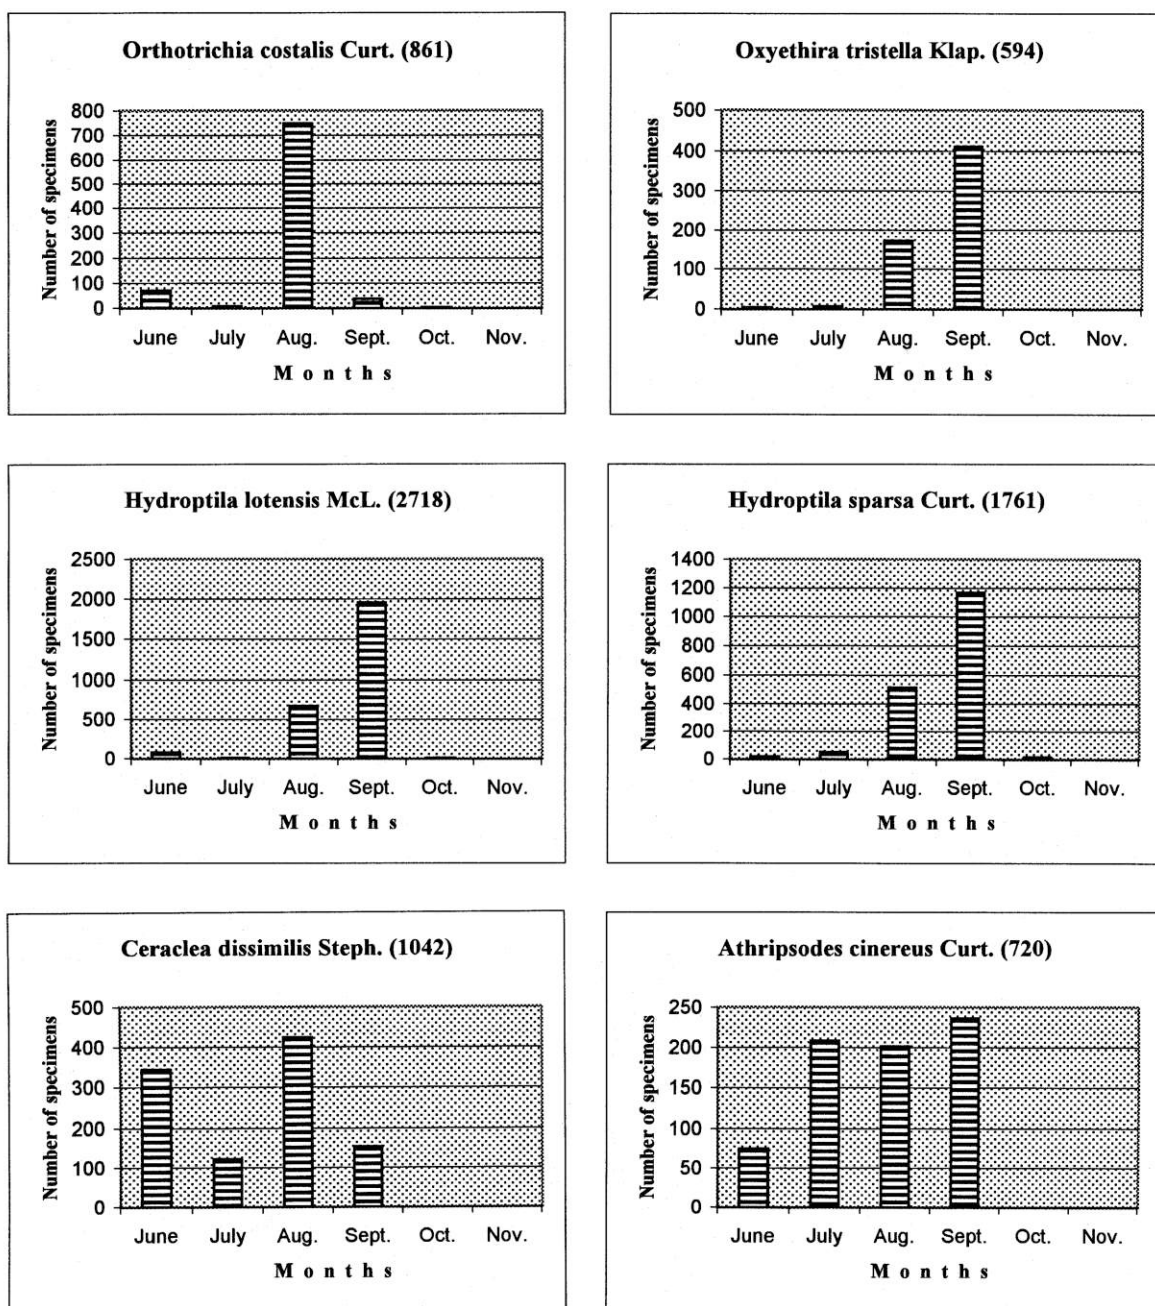 Orthotrichia costalis Curt. (861)
Number of specimens
800
700
600
500
400
300
200
100
0
June July Aug. Sept. Oct. Nov.
M o n t h s
Oxyethira tristella Klap. (594)
Number of specimens
500
400
300
200
100
0
June July Aug. Sept. Oct. Nov.
M o n t h s
Hydroptila lotensis McL. (2718)
Number of specimens
2500
2000
1500
1000
500
0
June July Aug. Sept. Oct. Nov.
M o n t h s
Hydroptila sparsa Curt. (1761)
Number of specimens
1400
1200
1000
800
600
400
200
0
June July Aug. Sept. Oct. Nov.
M o n t h s
Ceraclea dissimilis Steph. (1042)
Number of specimens
500
400
300
200
100
0
June July Aug. Sept. Oct. Nov.
M o n t h s
Athripsodes cinereus Curt. (720)
Number of specimens
250
200
150
100
50
0
June July Aug. Sept. Oct. Nov.
M o n t h s